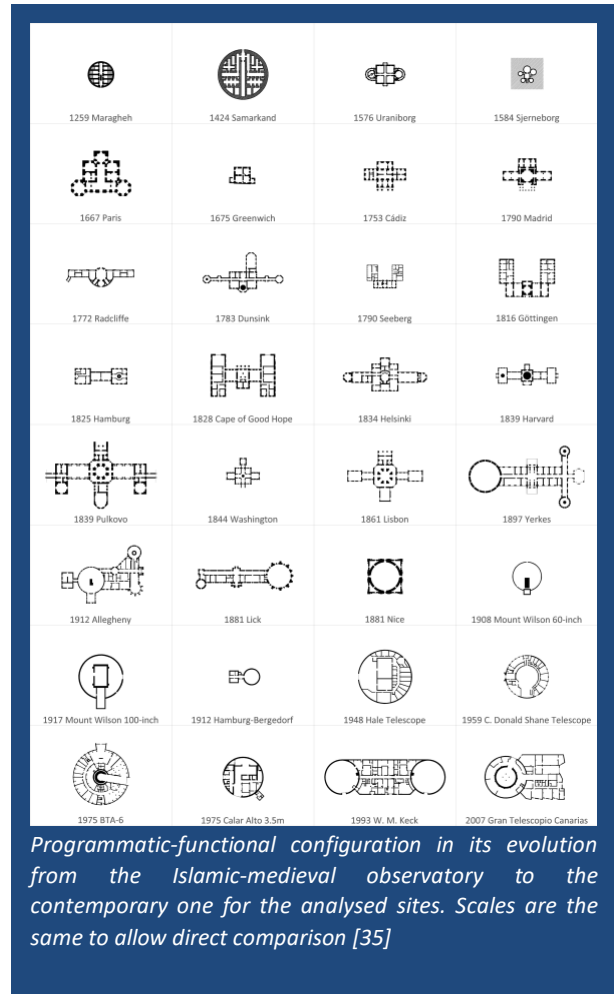 1259 Maragheh
1424 Samarkand
1576 Uraniborg
1584 Sjerneborg
1667 Paris
1675 Greenwich
1753 Cádiz
1790 Madrid
1772 Radcliffe
1783 Dunsink
1790 Seeberg
1816 Göttingen
1825 Hamburg
1828 Cape of Good Hope
1834 Helsinki
1839 Harvard
1839 Pulkovo
1844 Washington
1861 Lisbon
1897 Yerkes
1912 Allegheny
1881 Lick
1881 Nice
1908 Mount Wilson 60-inch
1917 Mount Wilson 100-inch
1912 Hamburg-Bergedorf
1948 Hale Telescope
1959 C. Donald Shane Telescope
1975 BTA-6
1975 Calar Alto 3.5m
1993 W. M. Keck
2007 Gran Telescopio Canarias
Programmatic-functional configuration in its evolution
from the Islamic-medieval observatory to the
contemporary one for the analysed sites. Scales are the
same to allow direct comparison [35]